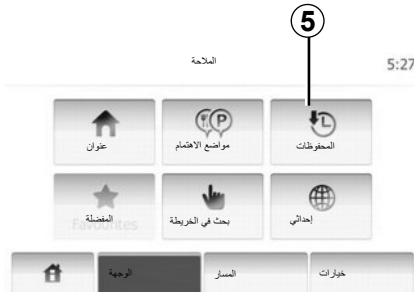 5
الملاحة 5:27
عنوان مواضع الاهتمام المحفوظات
المفضلة بحث في الخريطة إحداثي
Favourites
الوجهة المسار خيارات